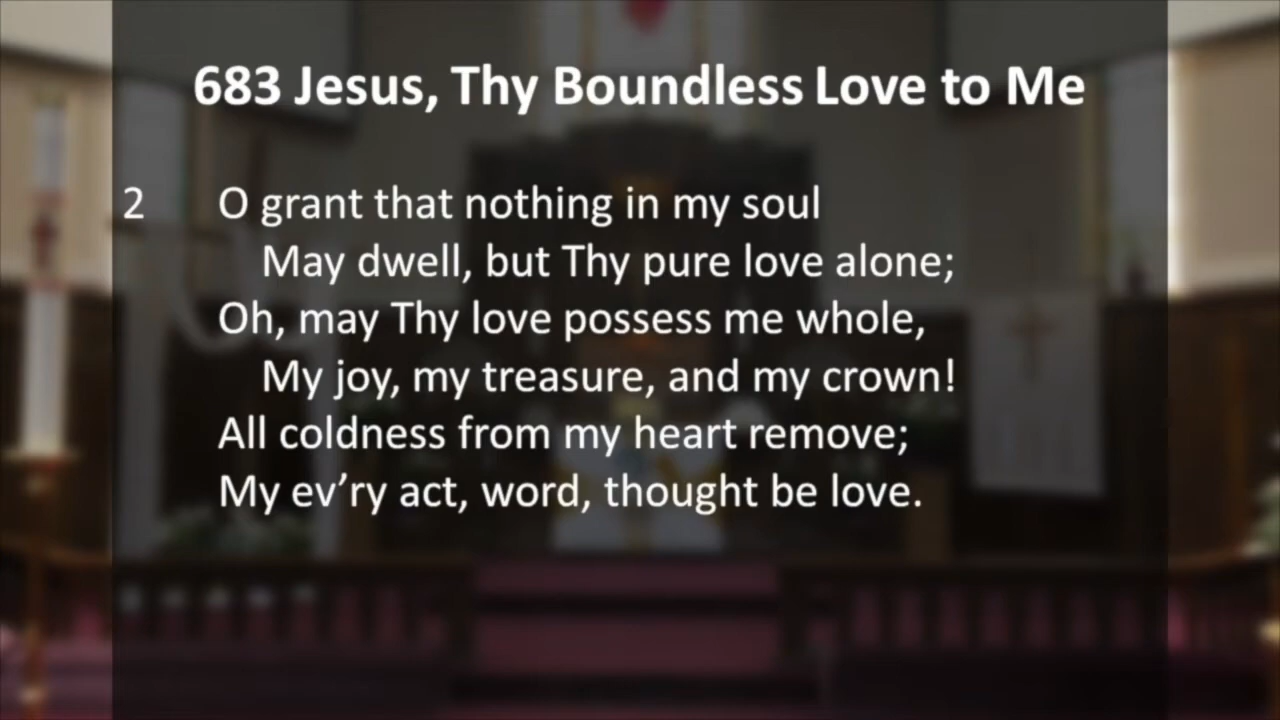 683 Jesus, Thy Boundless Love to Me
2 O grant that nothing in my soul
May dwell, but Thy pure love alone;
Oh, may Thy love possess me whole,
My joy, my treasure, and my crown!
All coldness from my heart remove;
My ev’ry act, word, thought be love.